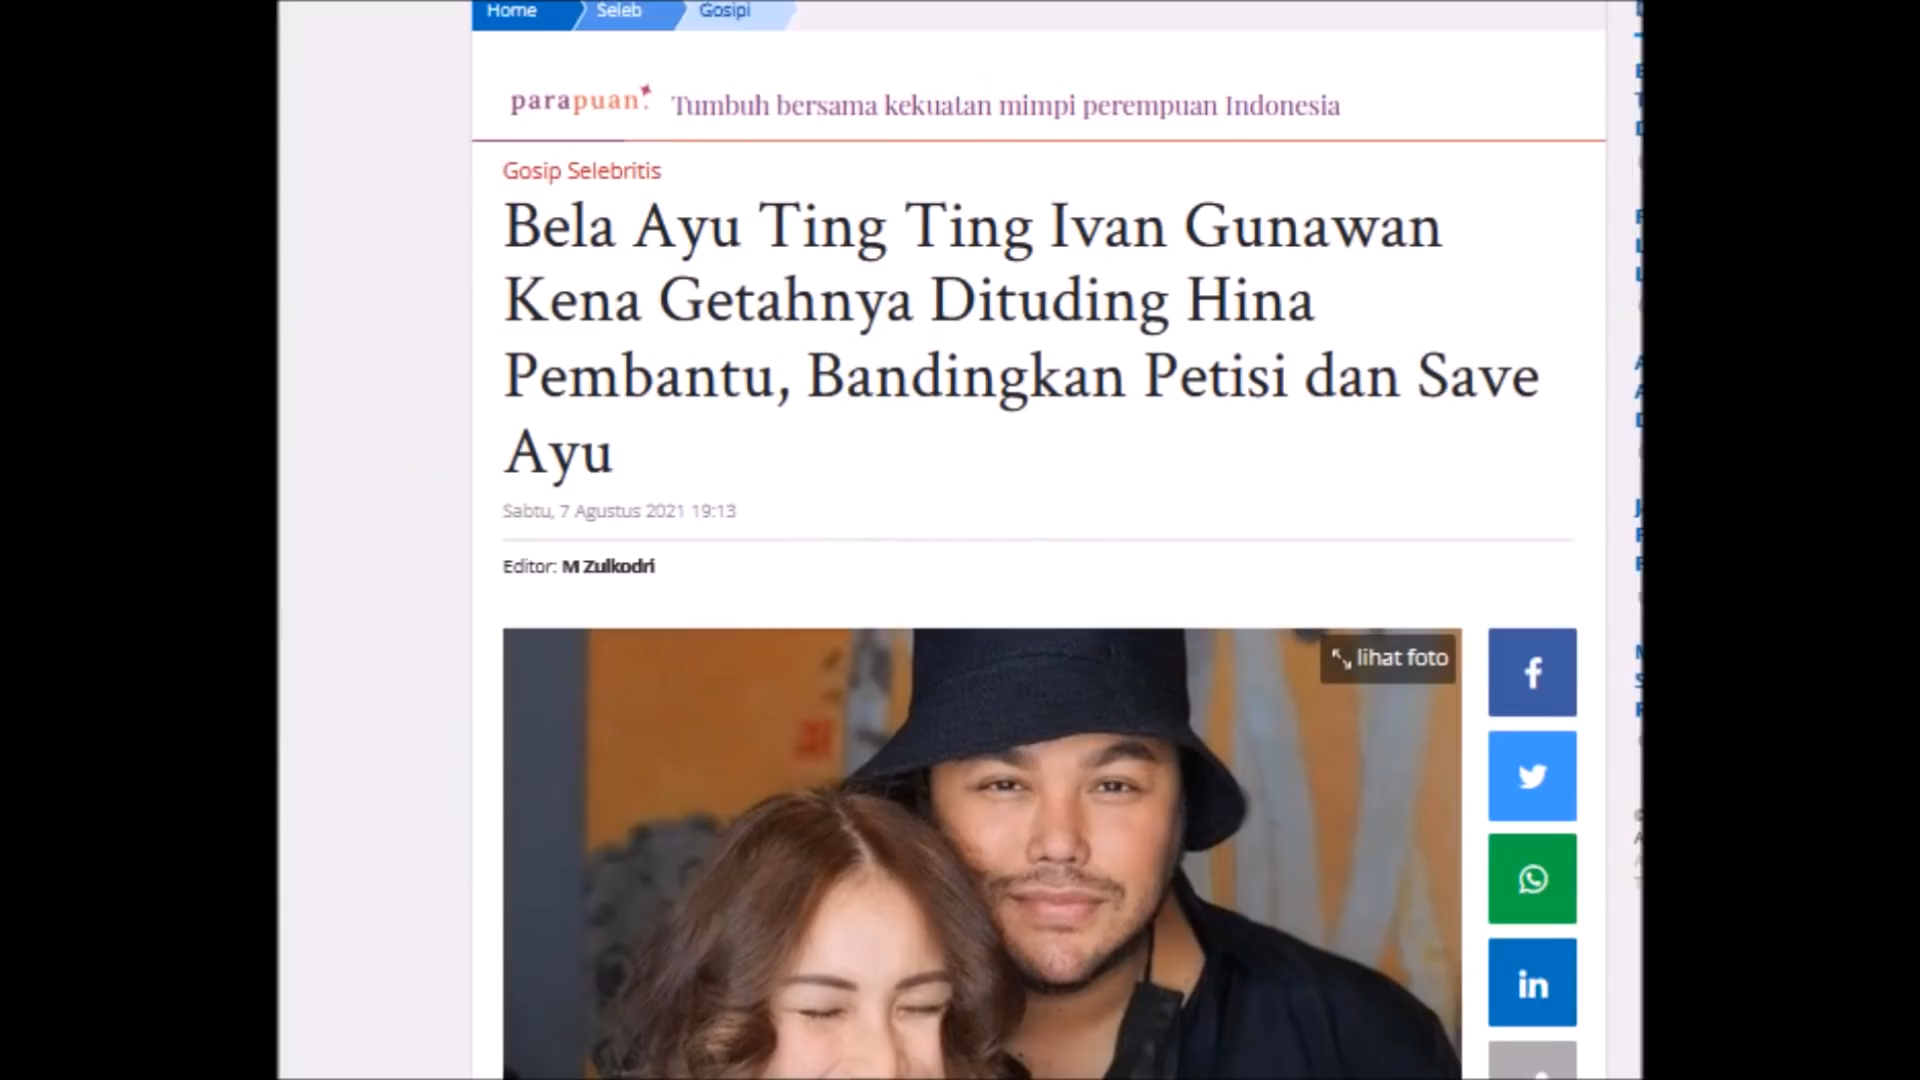 Home Seleb Gosipi
parapuan. Tumbuh bersama kekuatan mimpi perempuan Indonesia
Gosip Selebritis
Bela Ayu Ting Ting Ivan Gunawan
Kena Getahnya Dituding Hina
Pembantu, Bandingkan Petisi dan Save
Ayu
Sabtu, 7 Agustus 2021 19:13
Editor: M Zulkodri
lihat foto